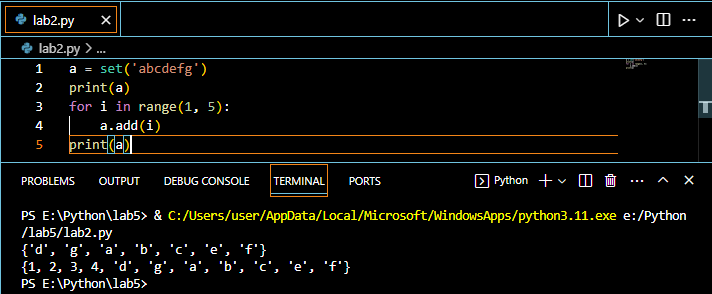 lab2.py
lab2.py > ...
1 a = set('abcdefg')
2 print(a)
3 for i in range(1, 5):
4     a.add(i)
5 print(a)
PROBLEMS OUTPUT DEBUG CONSOLE TERMINAL PORTS Python
PS E:\Python\lab5> & C:/Users/user/AppData/Local/Microsoft/WindowsApps/python3.11.exe e:/Python
/lab5/lab2.py
{'d', 'g', 'a', 'b', 'c', 'e', 'f'}
{1, 2, 3, 4, 'd', 'g', 'a', 'b', 'c', 'e', 'f'}
PS E:\Python\lab5>